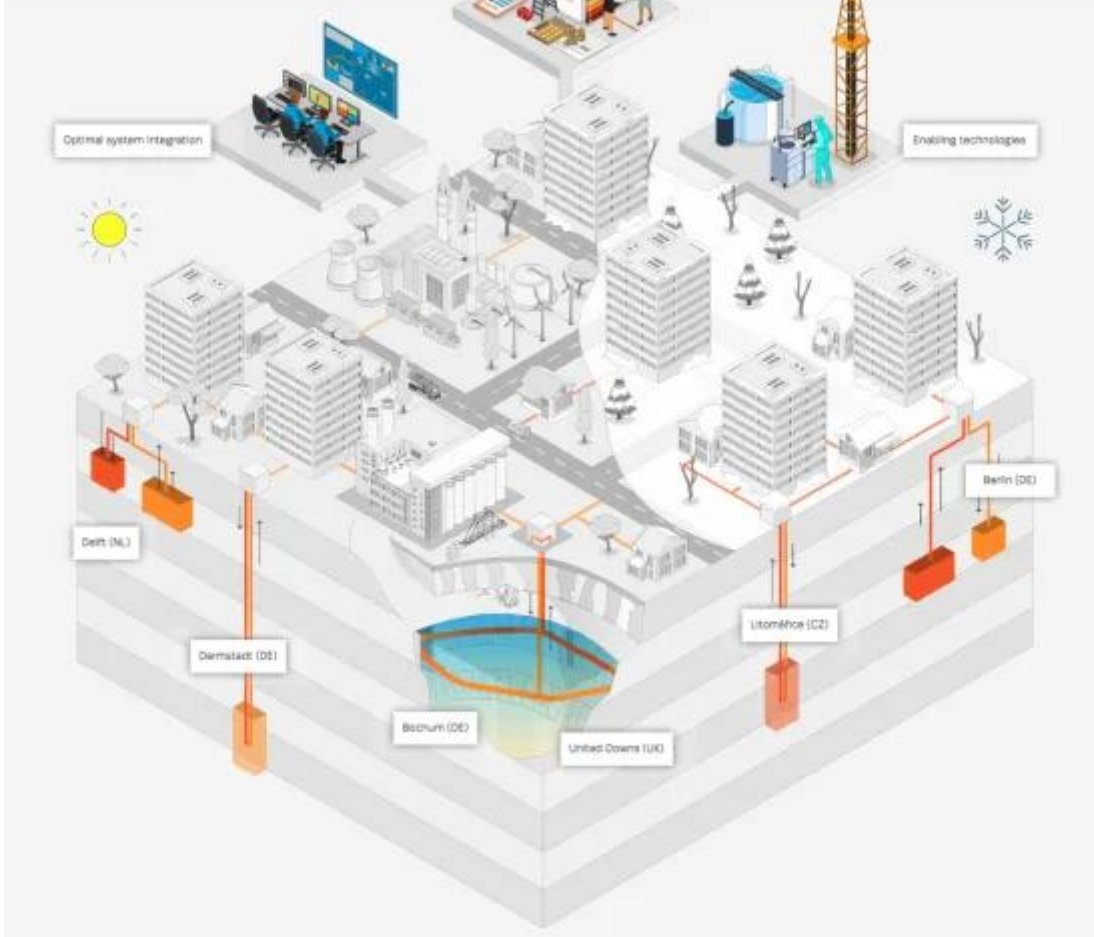 Optimal system integration
Enabling technologies
Berlin (DE)
Delft (NL)
Litoměřice (CZ)
Darmstadt (DE)
Bochum (DE)
United Downs (UK)